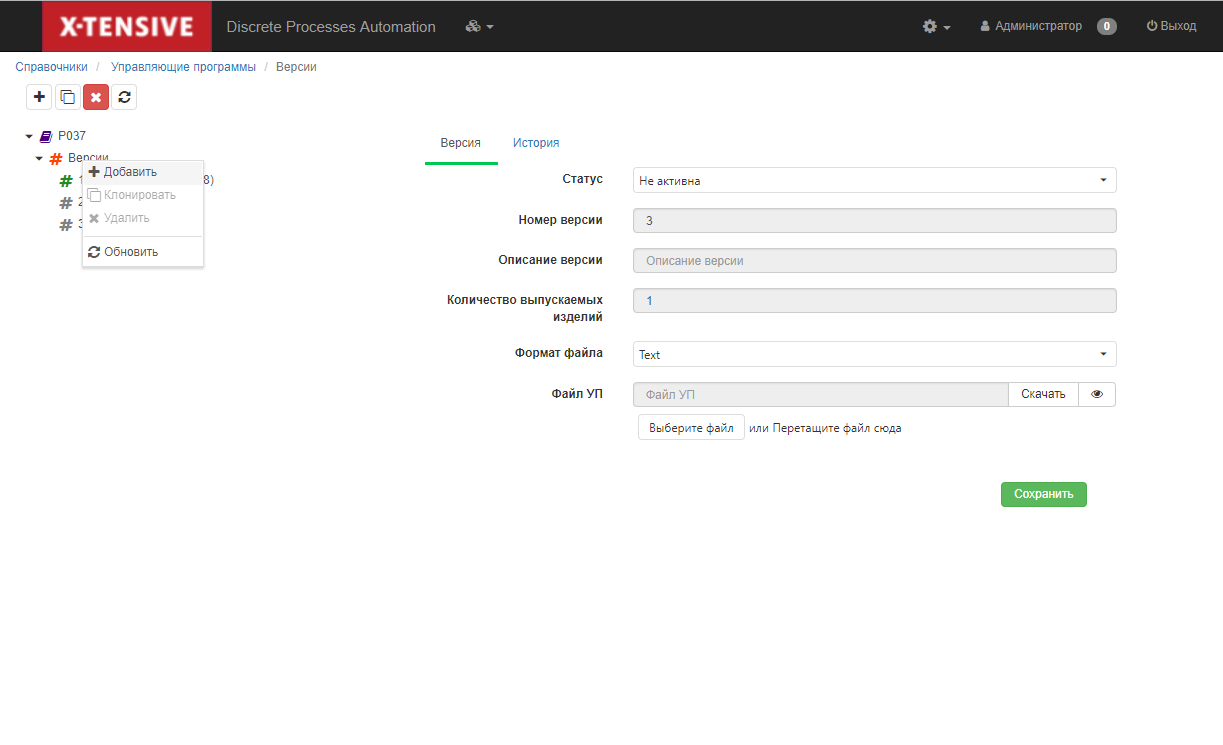 X-TENSIVE Discrete Processes Automation Администратор 0 Выход
Справочники / Управляющие программы / Версии
P037
Версии
Добавить
8)
Клонировать
2
Удалить
3
Обновить
Версия История
Статус Не активна
Номер версии 3
Описание версии Описание версии
Количество выпускаемых
изделий 1
Формат файла Text
Файл УП Файл УП Скачать
Выберите файл или Перетащите файл сюда
Сохранить